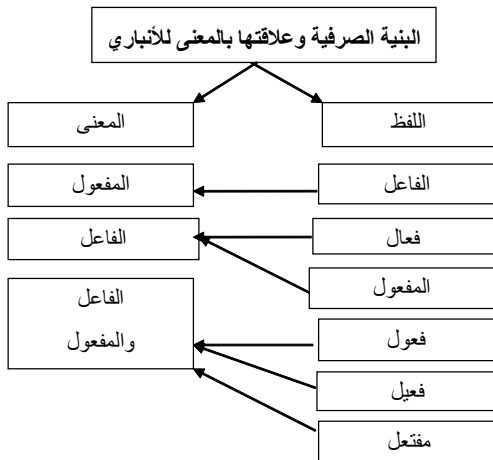 البنية الصرفية وعلاقتها بالمعنى للأنباري
اللفظ
المعنى
الفاعل
المفعول
فعال
الفاعل
المفعول
الفاعل
والمفعول
فعول
فعيل
مفتعل